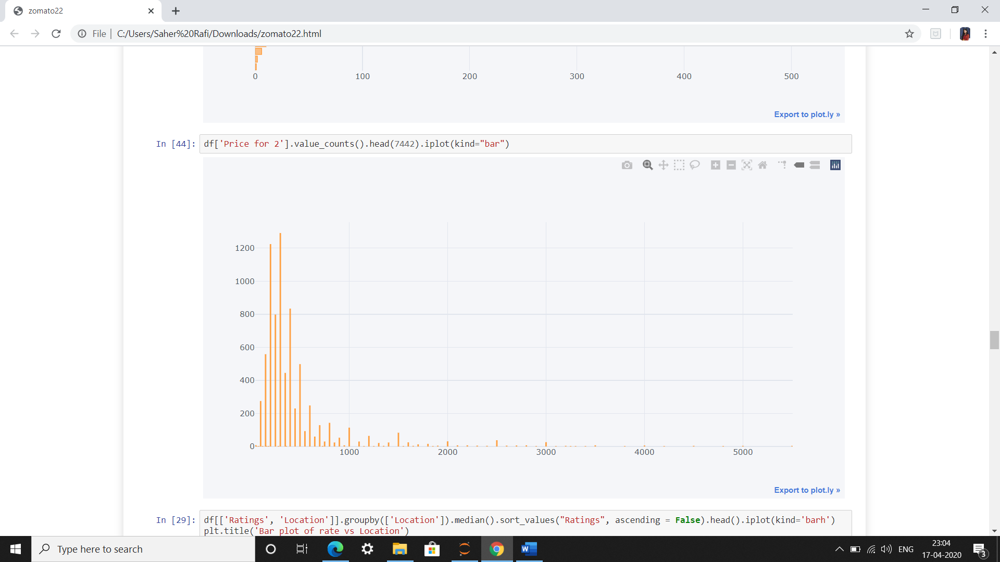 zomato22
File
C:/Users/Saher%20Rafi/Downloads/zomato22.html
0 100 200 300 400 500
Export to plot.ly »
In [44]: df['Price for 2'].value_counts().head(7442).iplot(kind="bar")
1200
1000
800
600
400
200
0
1000 2000 3000 4000 5000
Export to plot.ly »
In [29]: df[['Ratings', 'Location']].groupby(['Location']).median().sort_values("Ratings", ascending = False).head().iplot(kind='barh')
plt.title('Bar plot of rate vs Location')
Type here to search
W
ENG
23:04
17-04-2020
3